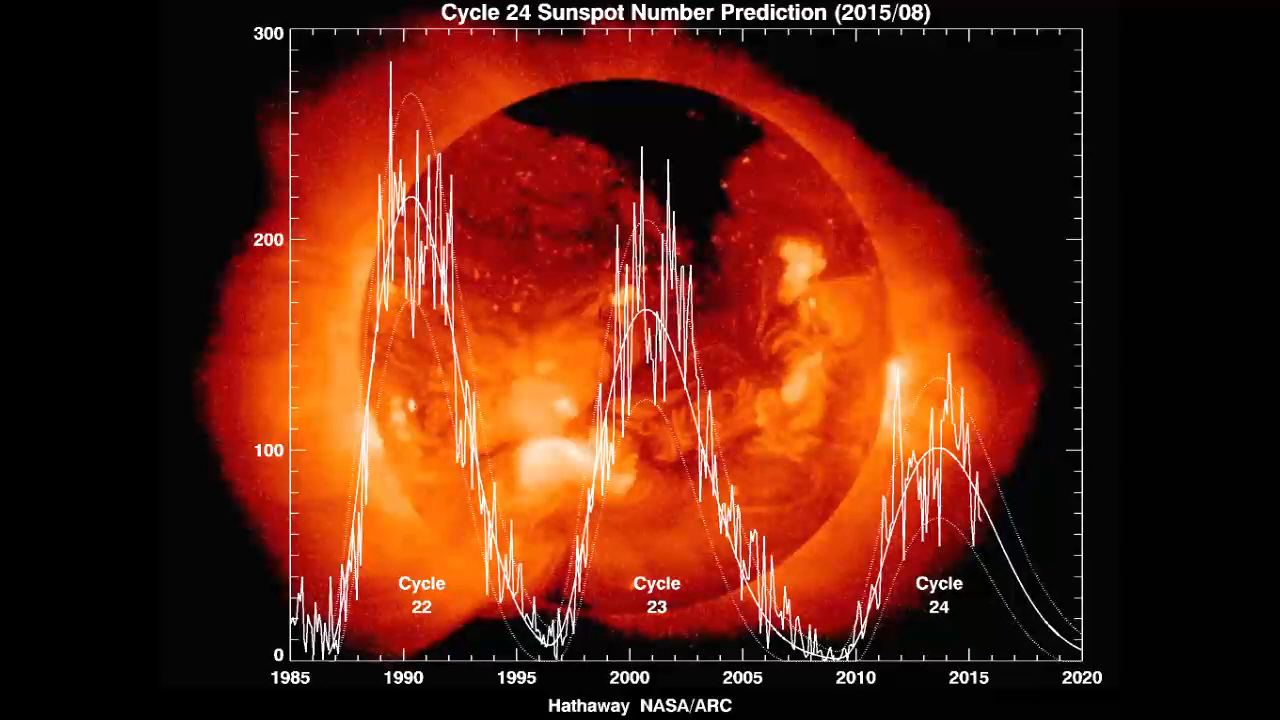 Cycle 24 Sunspot Number Prediction (2015/08)
300
200
100
0
Cycle
22
Cycle
23
Cycle
24
1985 1990 1995 2000 2005 2010 2015 2020
Hathaway NASA/ARC